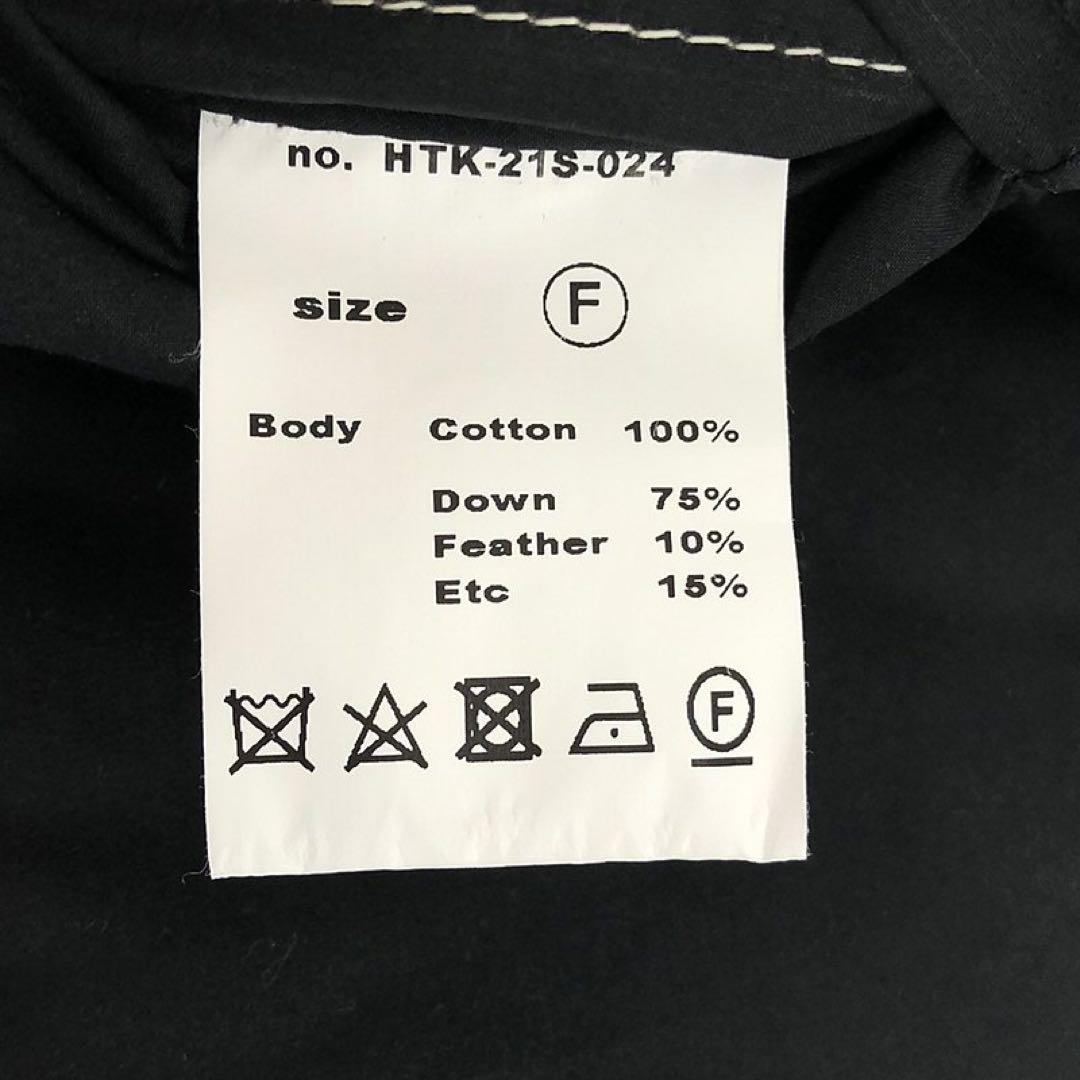 no. HTK-21S-024
size F
Body Cotton 100%
Down 75%
Feather 10%
Etc 15%
F